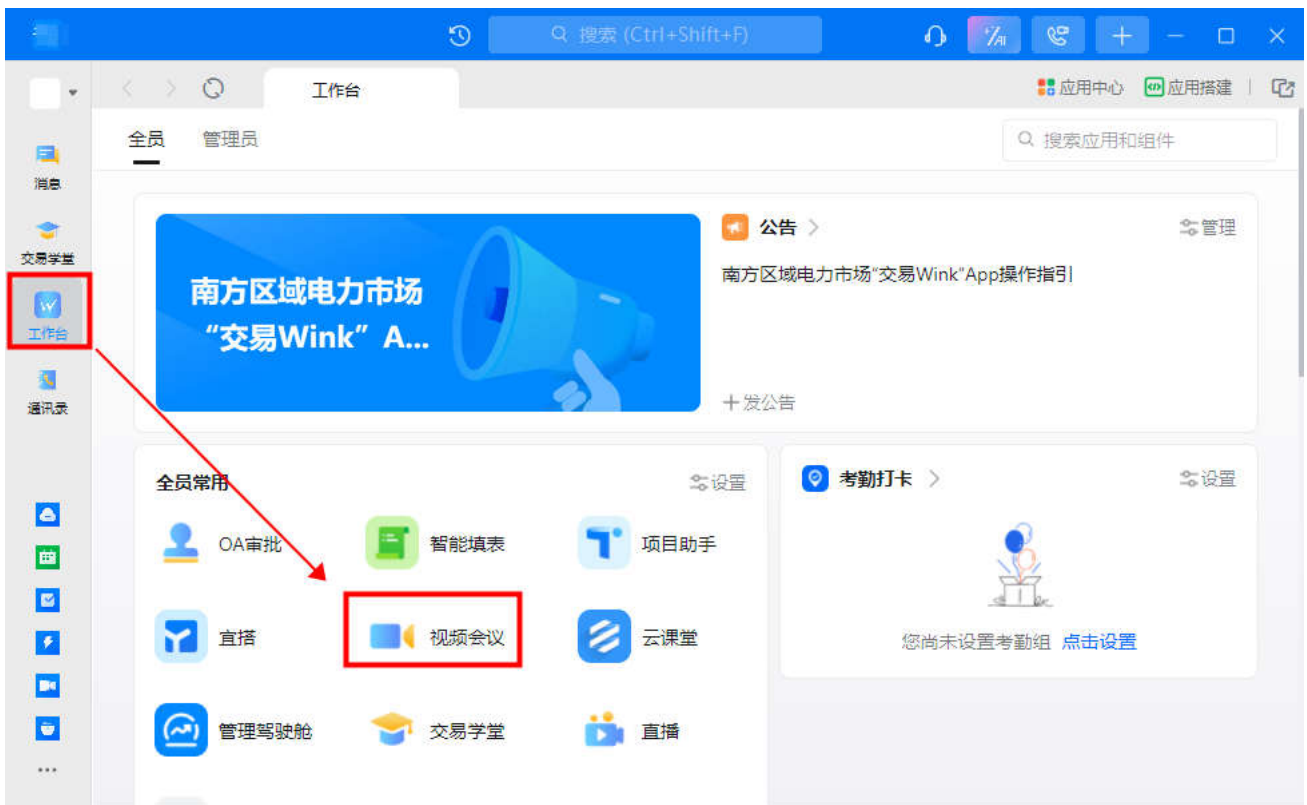 搜索 (Ctrl+Shift+F)
工作台
应用中心
应用搭建
全员
管理员
搜索应用和组件
消息
交易学堂
工作台
通讯录
南方区域电力市场
“交易Wink”A...
公告
管理
南方区域电力市场“交易Wink”App操作指引
十发公告
全员常用
设置
OA审批
智能填表
项目助手
宜搭
视频会议
云课堂
管理驾驶舱
交易学堂
直播
考勤打卡
设置
您尚未设置考勤组 点击设置